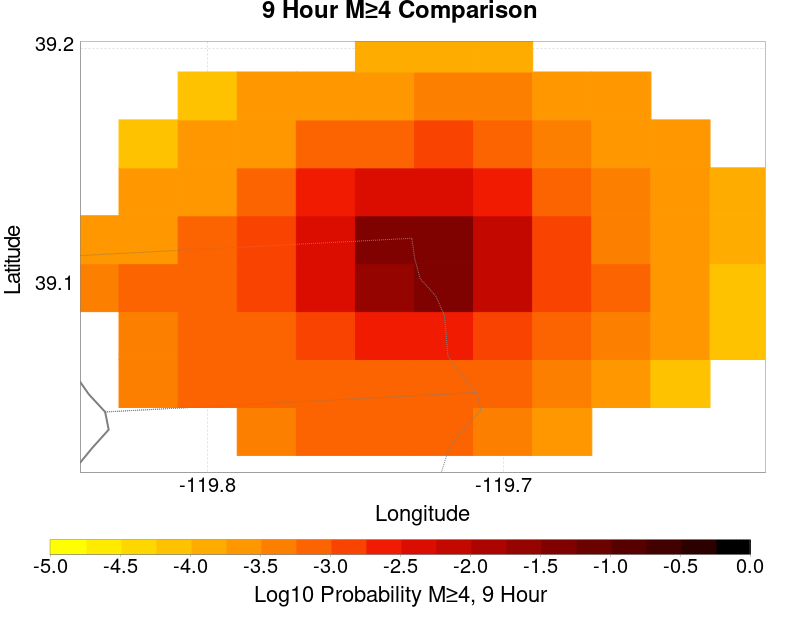 9 Hour M≥4 Comparison
39.2
Latitude
39.1
-119.8 -119.7
Longitude
-5.0 -4.5 -4.0 -3.5 -3.0 -2.5 -2.0 -1.5 -1.0 -0.5 0.0
Log10 Probability M≥4, 9 Hour